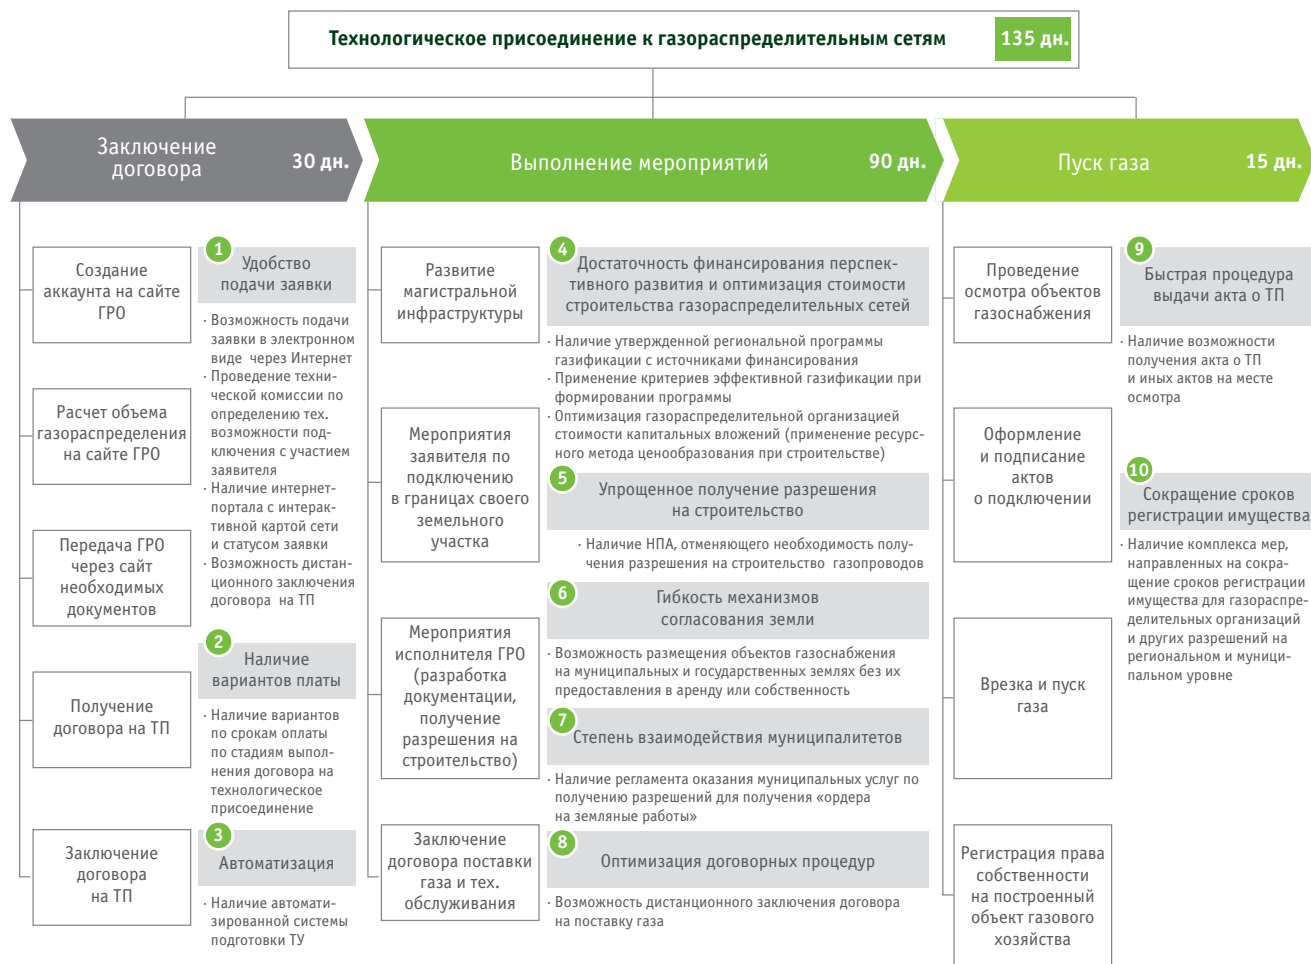 Технологическое присоединение к газораспределительным сетям
135 дн.
Заключение
договора
30 дн.
Выполнение мероприятий
90 дн.
Пуск газа
15 дн.
Создание
аккаунта на сайте
ГРО
Расчет объема
газораспределения
на сайте ГРО
Передача ГРО
через сайт
необходимых
документов
Получение
договора на ТП
Заключение
договора
на ТП
1
Удобство
подачи заявки
· Возможность подачи
заявки в электронном
виде через Интернет
· Проведение техни-
ческой комиссии по
определению тех.
возможности под-
ключения с участием
заявителя
· Наличие интернет-
портала с интерак-
тивной картой сети
и статусом заявки
· Возможность дистан-
ционного заключения
договора на ТП
2
Наличие
вариантов платы
· Наличие вариантов
по срокам оплаты
по стадиям выпол-
нения договора на
технологическое
присоединение
3
Автоматизация
· Наличие автомати-
зированной системы
подготовки ТУ
Развитие
магистральной
инфраструктуры
Мероприятия
заявителя по
подключению
в границах своего
земельного
участка
Мероприятия
исполнителя ГРО
(разработка
документации,
получение
разрешения на
строительство)
Заключение
договора поставки
газа и тех.
обслуживания
4
Достаточность финансирования перспек-
тивного развития и оптимизация стоимости
строительства газораспределительных сетей
· Наличие утвержденной региональной программы
газификации с источниками финансирования
· Применение критериев эффективной газификации при
формировании программы
· Оптимизация газораспределительной организацией
стоимости капитальных вложений (применение ресурс-
ного метода ценообразования при строительстве)
5
Упрощенное получение разрешения
на строительство
· Наличие НПА, отменяющего необходимость полу-
чения разрешения на строительство газопроводов
6
Гибкость механизмов
согласования земли
· Возможность размещения объектов газоснабжения
на муниципальных и государственных землях без их
предоставления в аренду или собственность
7
Степень взаимодействия муниципалитетов
· Наличие регламента оказания муниципальных услуг по
получению разрешений для получения «ордера
на земляные работы»
8
Оптимизация договорных процедур
· Возможность дистанционного заключения договора
на поставку газа
Проведение
осмотра объектов
газоснабжения
Оформление
и подписание
актов
о подключении
Врезка и пуск
газа
Регистрация права
собственности
на построенный
объект газового
хозяйства
9
Быстрая процедура
выдачи акта о ТП
· Наличие возможности
получения акта о ТП
и иных актов на месте
осмотра
10
Сокращение сроков
регистрации имущества
· Наличие комплекса мер,
направленных на сокра-
щение сроков регистрации
имущества для газораспре-
делительных организаций
и других разрешений на
региональном и муници-
пальном уровне